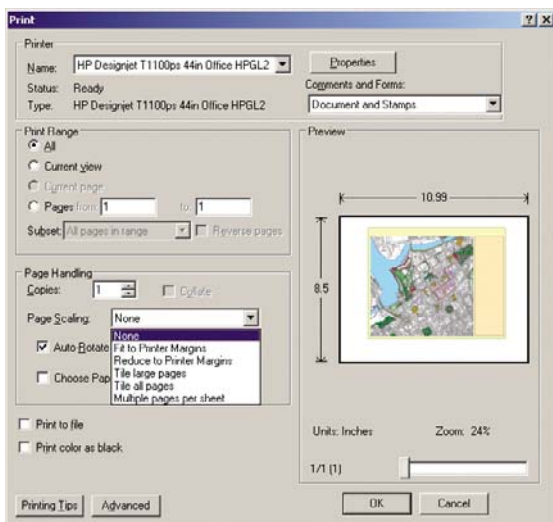 Print
Printer
Name: HP Designjet T1100ps 44in Office HPGL2
Properties
Status: Ready
Comments and Forms:
Type: HP Designjet T1100ps 44in Office HPGL2
Document and Stamps
Print Range
All
Current view
Current page
Pages from: 1 to: 1
Subset: All pages in range Reverse pages
Preview
10.99
8.5
Page Handling
Copies: 1 Collate
Page Scaling: None
None
Fit to Printer Margins
Reduce to Printer Margins
Tile large pages
Tile all pages
Multiple pages per sheet
Auto Rotate
Choose Pap
Print to file
Print color as black
Units: Inches Zoom: 24%
1/1 (1)
Printing Tips Advanced OK Cancel